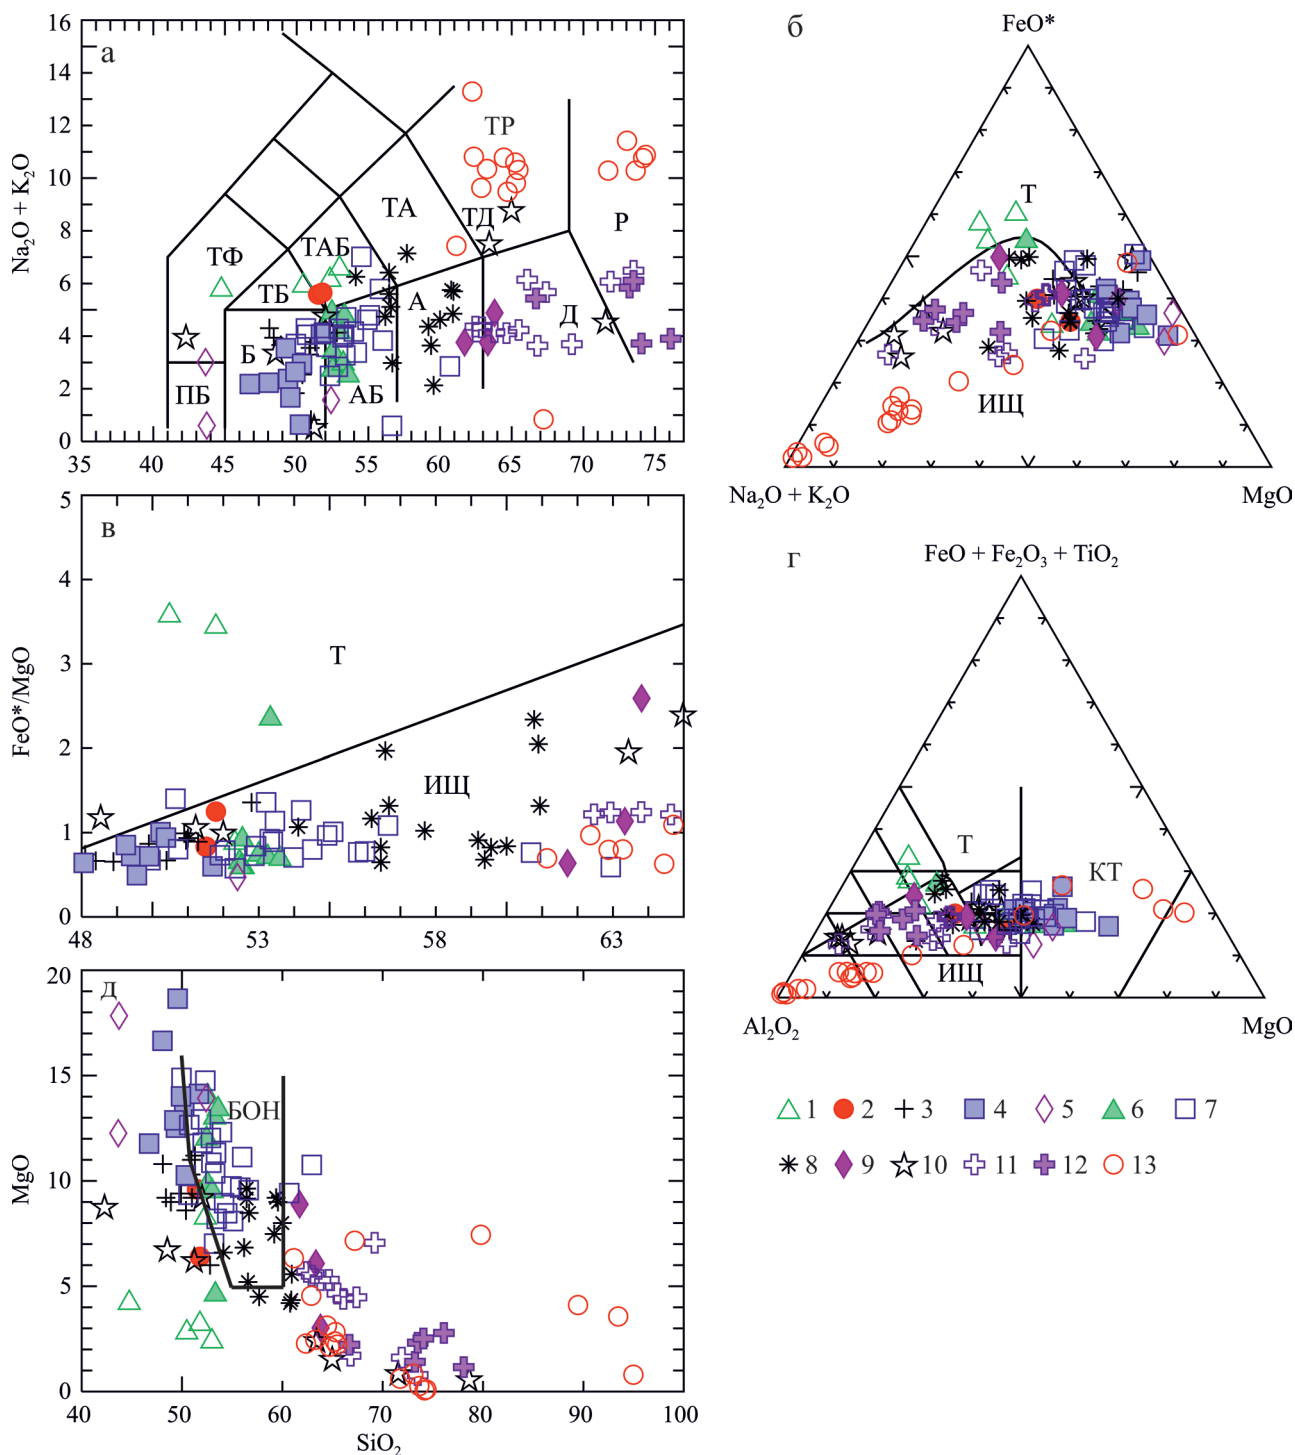 а
16
14
12
10
8
6
4
2
0
Na₂O + K₂O
ТР
ТА
ТД
Р
ТФ
ТАБ
ТБ
А
Д
Б
ПБ
АБ
35 40 45 50 55 60 65 70 75
б
FeO*
Т
ИЩ
Na₂O + K₂O
MgO
в
5
4
3
2
1
0
FeO*/MgO
Т
ИЩ
48 53 58 63
г
FeO + Fe₂O₃ + TiO₂
Т
КТ
ИЩ
Al₂O₂
MgO
д
20
15
10
5
0
MgO
БОН
40 50 60 70 80 90 100
SiO₂
1 2 3 4 5 6 7
8 9 10 11 12 13